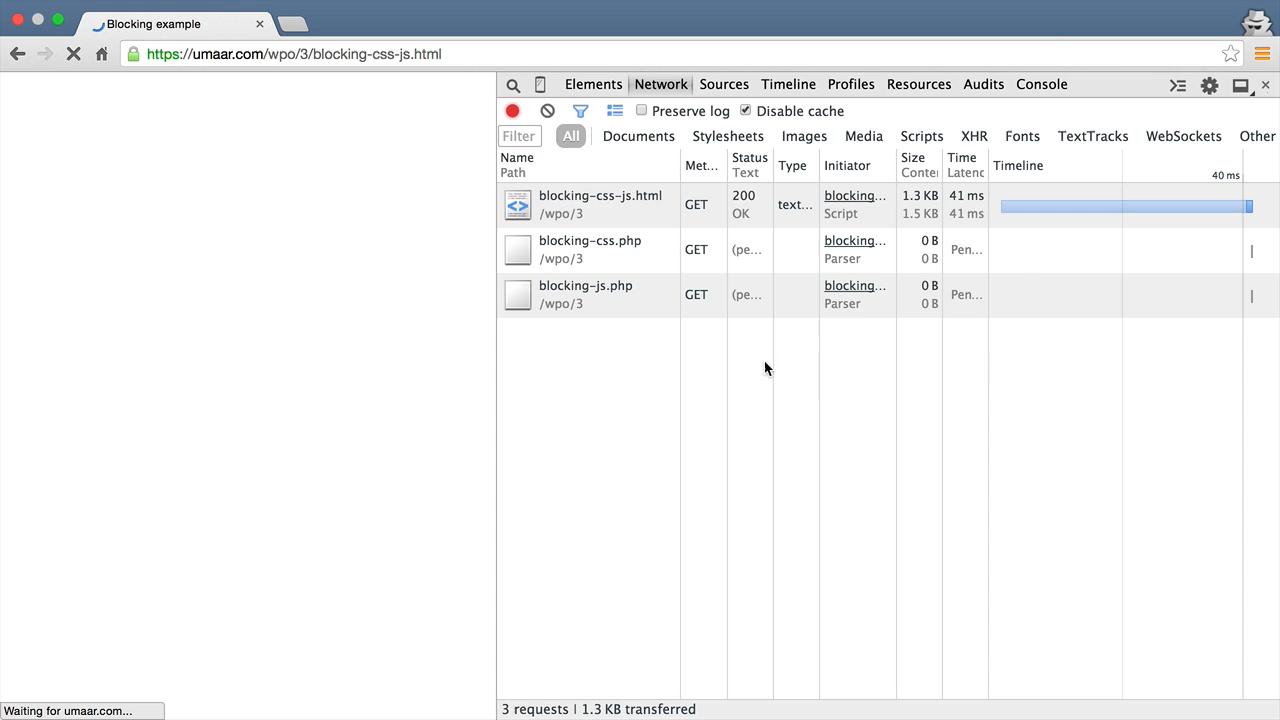 Blocking example
https://umaar.com/wpo/3/blocking-css-js.html
Elements Network Sources Timeline Profiles Resources Audits Console
Preserve log Disable cache
Filter All Documents Stylesheets Images Media Scripts XHR Fonts TextTracks WebSockets Other
Name Met... Status Type Initiator Size Time Timeline
Path Text Conter Latenc 40 ms
blocking-css-js.html GET 200 text... blocking... 1.3 KB 41 ms
/wpo/3 OK Script 1.5 KB 41 ms
blocking-css.php GET (pe... blocking... 0 B Pen...
/wpo/3 Parser 0 B
blocking-js.php GET (pe... blocking... 0 B Pen...
/wpo/3 Parser 0 B
3 requests | 1.3 KB transferred
Waiting for umaar.com...